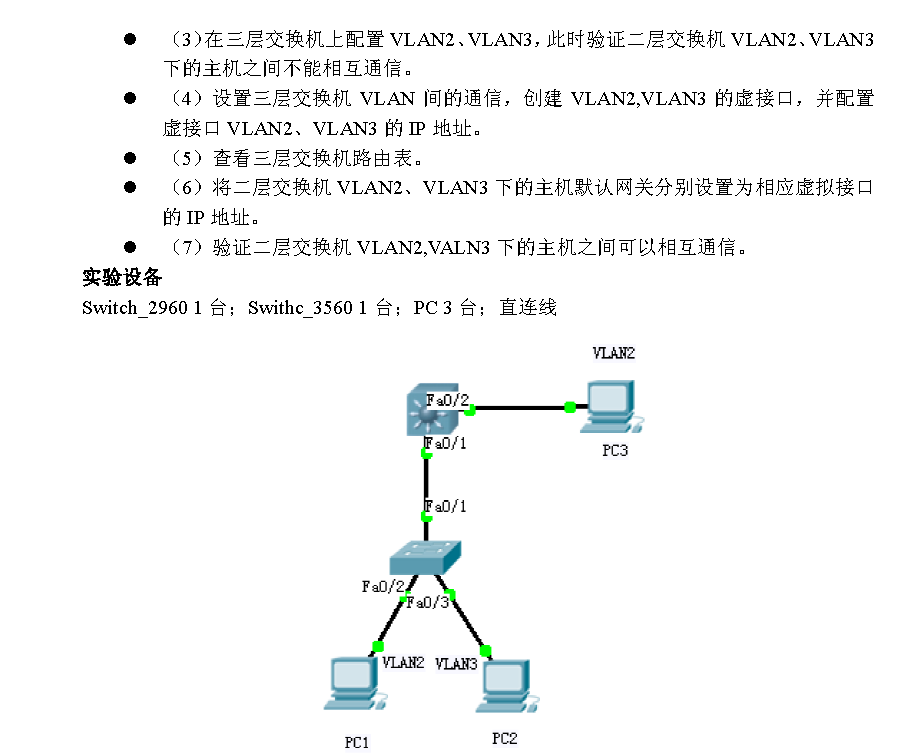 ● （3）在三层交换机上配置 VLAN2、VLAN3，此时验证二层交换机 VLAN2、VLAN3
下的主机之间不能相互通信。
● （4）设置三层交换机 VLAN 间的通信，创建 VLAN2,VLAN3 的虚接口，并配置
虚接口 VLAN2、VLAN3 的 IP 地址。
● （5）查看三层交换机路由表。
● （6）将二层交换机 VLAN2、VLAN3 下的主机默认网关分别设置为相应虚拟接口
的 IP 地址。
● （7）验证二层交换机 VLAN2,VALN3 下的主机之间可以相互通信。
实验设备
Switch_2960 1 台；Swithc_3560 1 台；PC 3 台；直连线
VLAN2
Fa0/2
Fa0/1
PC3
Fa0/1
Fa0/2
Fa0/3
VLAN2 VLAN3
PC1
PC2